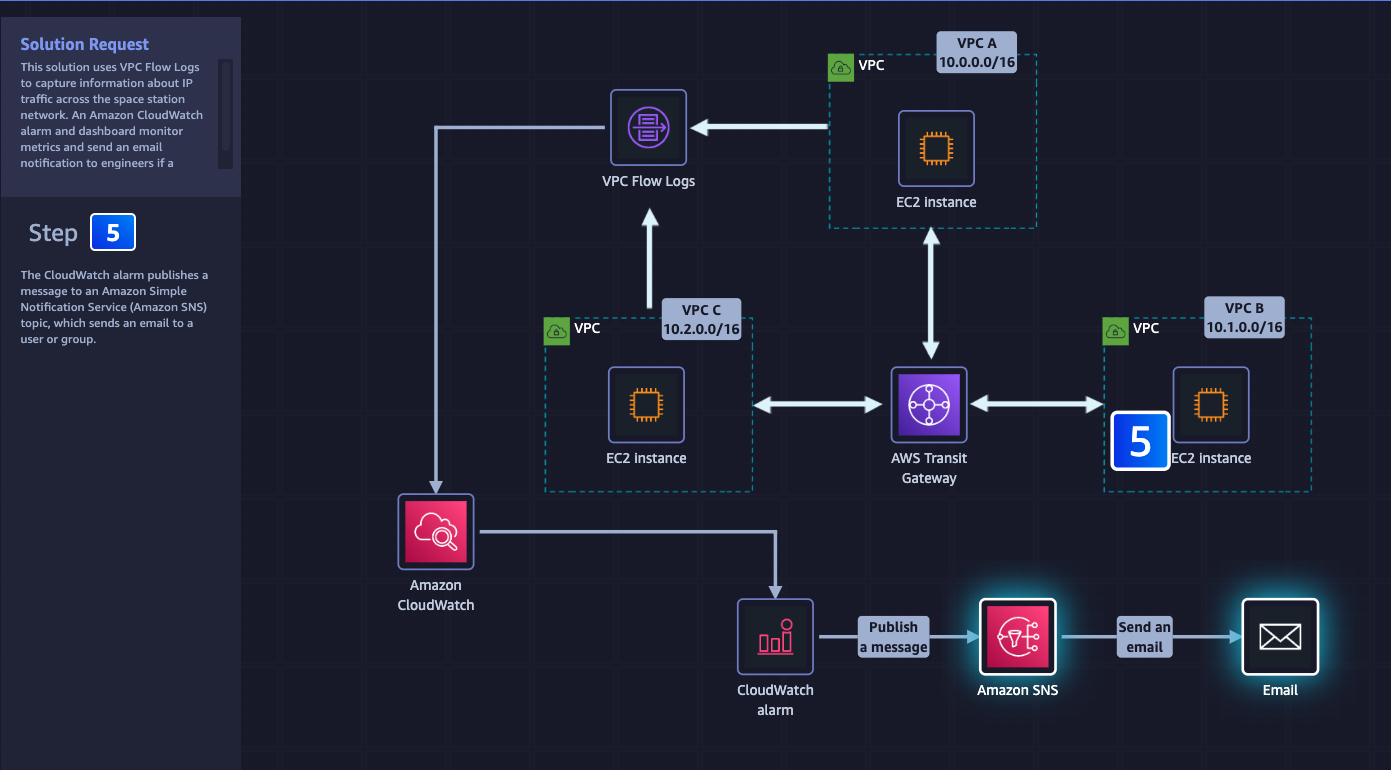 Solution Request
This solution uses VPC Flow Logs
to capture information about IP
traffic across the space station
network. An Amazon CloudWatch
alarm and dashboard monitor
metrics and send an email
notification to engineers if a
Step 5
The CloudWatch alarm publishes a
message to an Amazon Simple
Notification Service (Amazon SNS)
topic, which sends an email to a
user or group.
VPC A
10.0.0.0/16
VPC
EC2 instance
VPC Flow Logs
VPC C
10.2.0.0/16
VPC
EC2 instance
AWS Transit
Gateway
VPC B
10.1.0.0/16
VPC
5
EC2 instance
Amazon
CloudWatch
CloudWatch
alarm
Publish
a message
Amazon SNS
Send an
email
Email